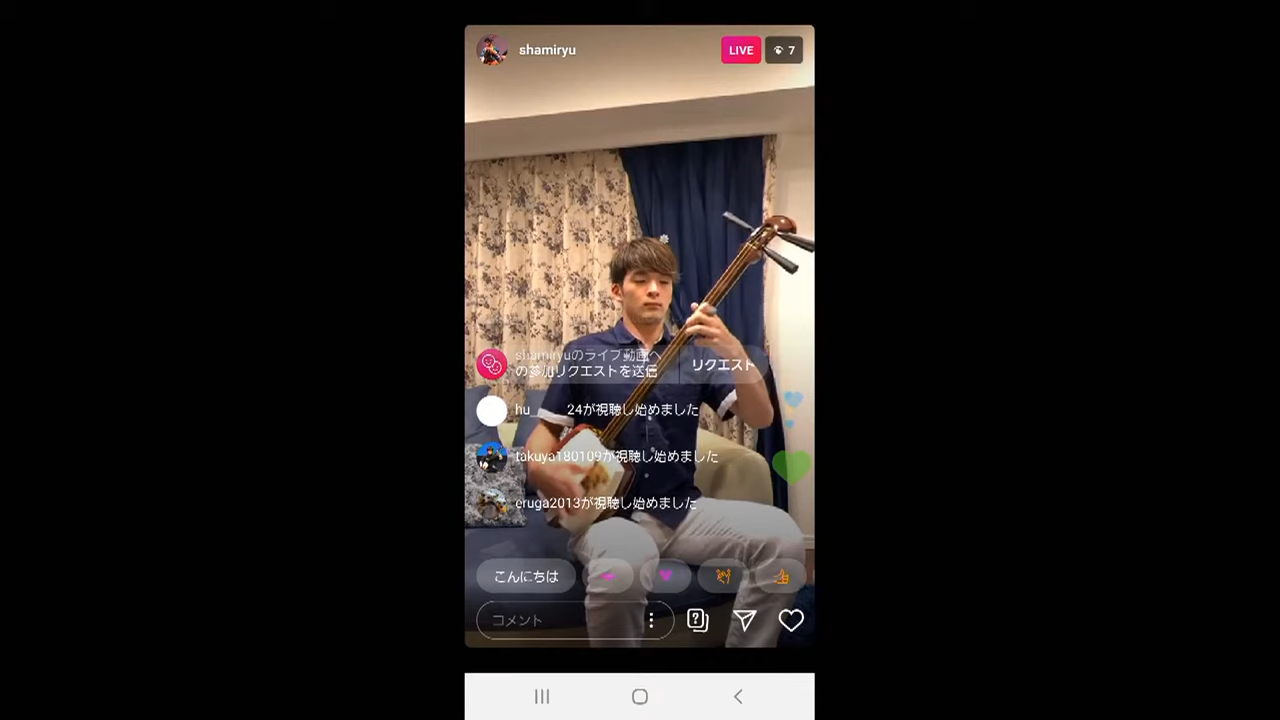 shamiryu
LIVE
7
shamiryuのライブ動画へ
の参加リクエストを送信
リクエスト
hu 24が視聴し始めました
takuya180109が視聴し始めました
eruga2013が視聴し始めました
こんにちは
コメント